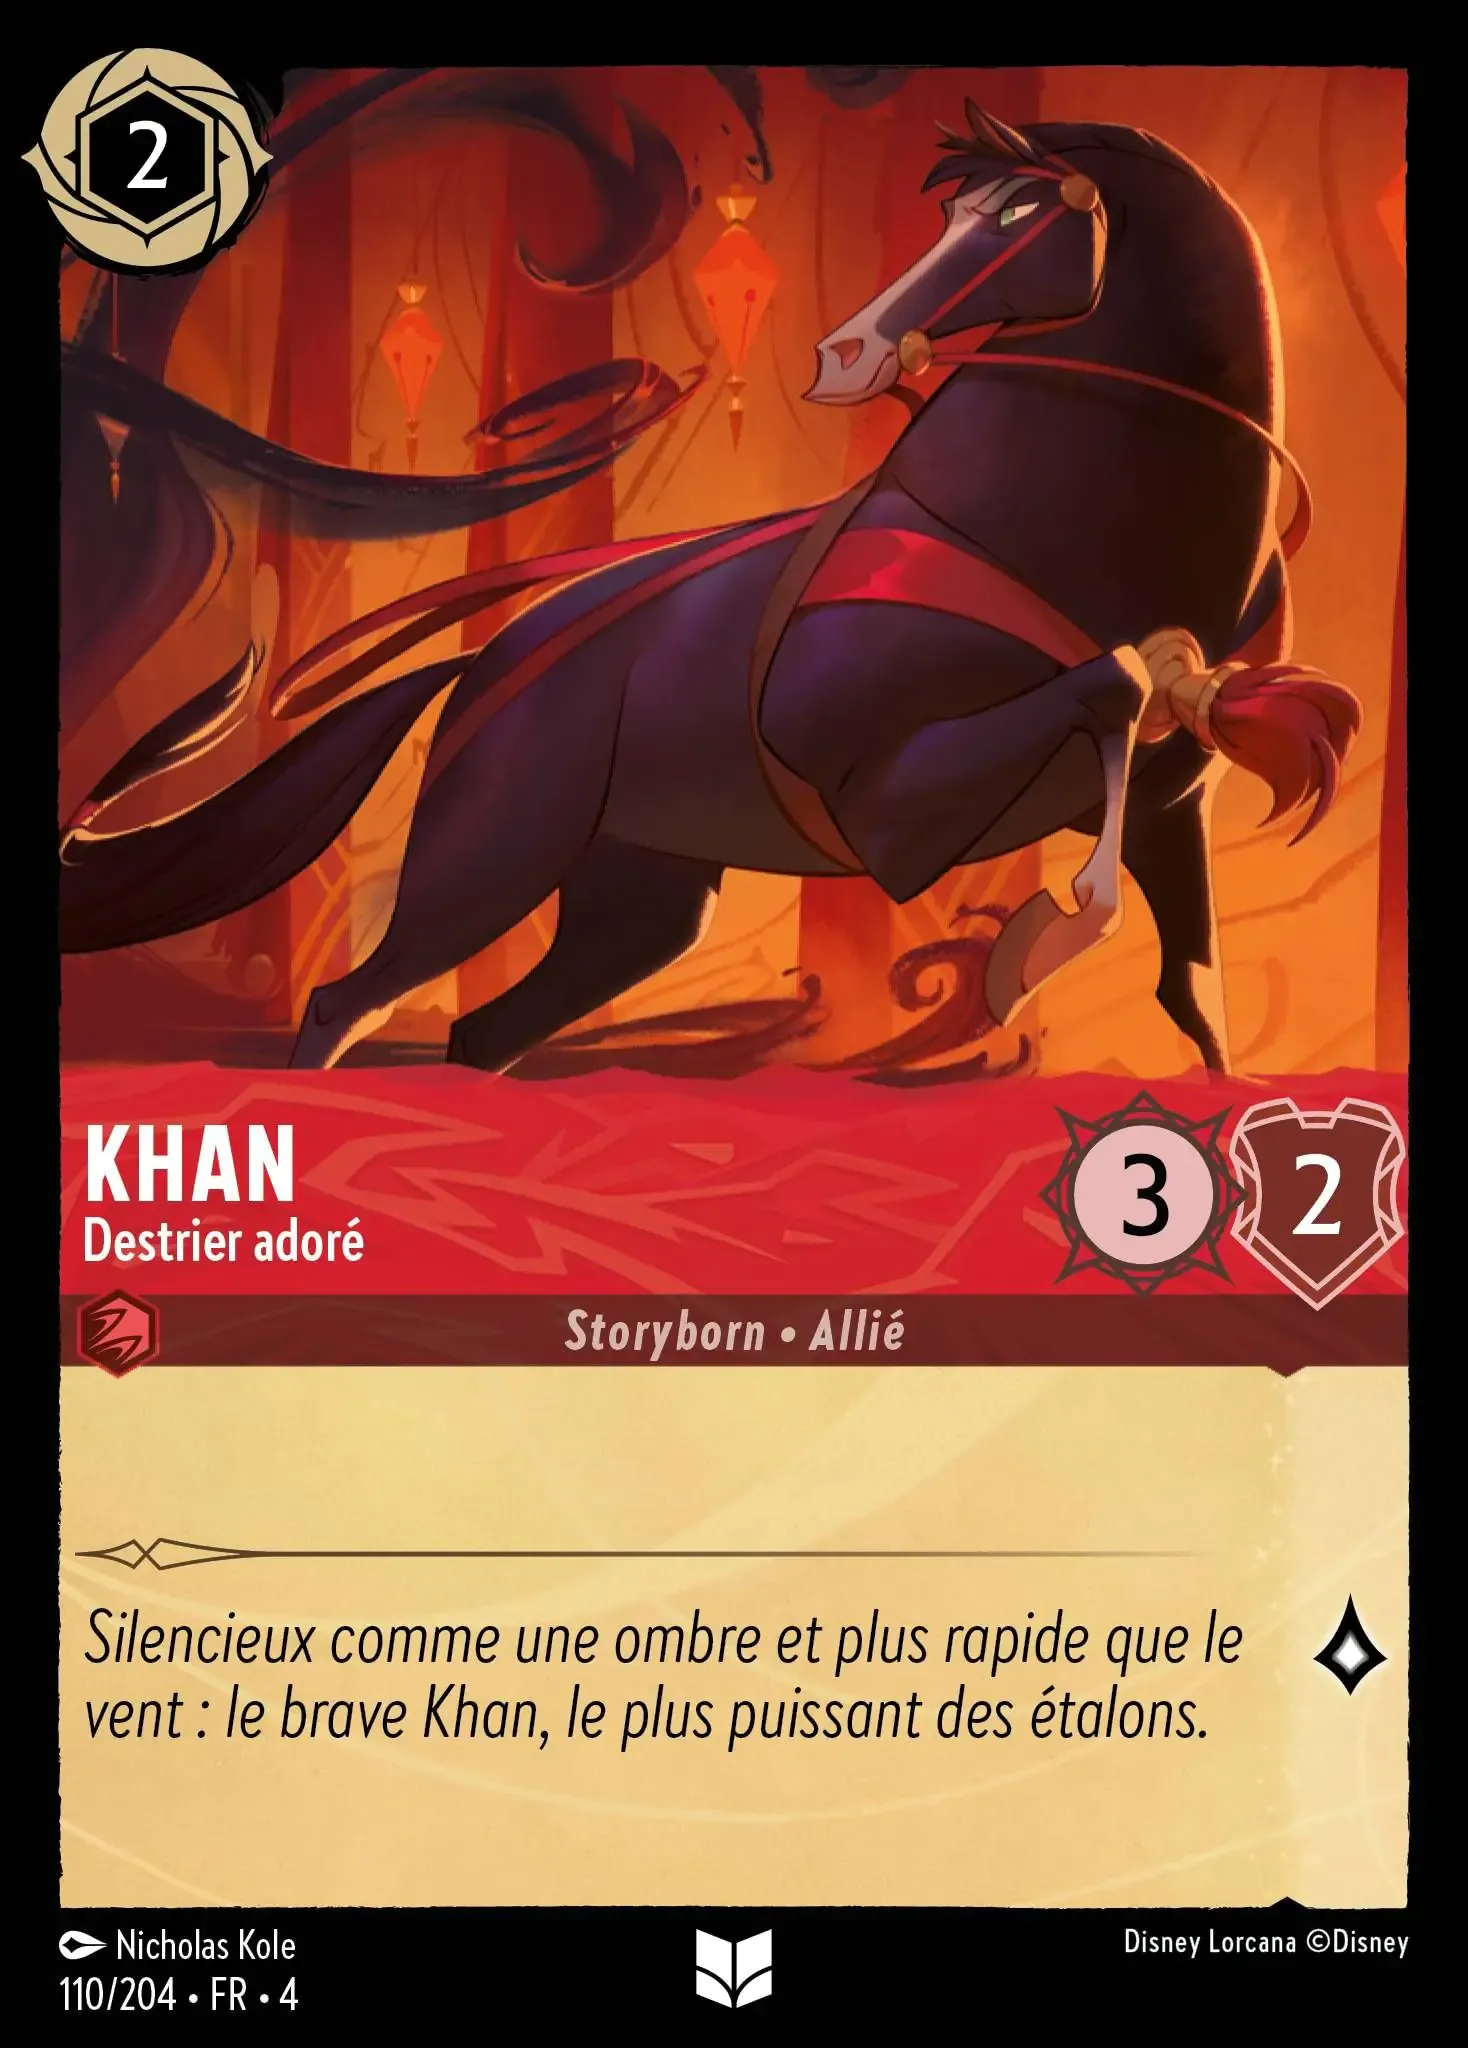 2
KHAN
Destrier adoré
3
2
Storyborn • Allié
Silencieux comme une ombre et plus rapide que le
vent : le brave Khan, le plus puissant des étalons.
Nicholas Kole
110/204 • FR • 4
Disney Lorcana ©Disney